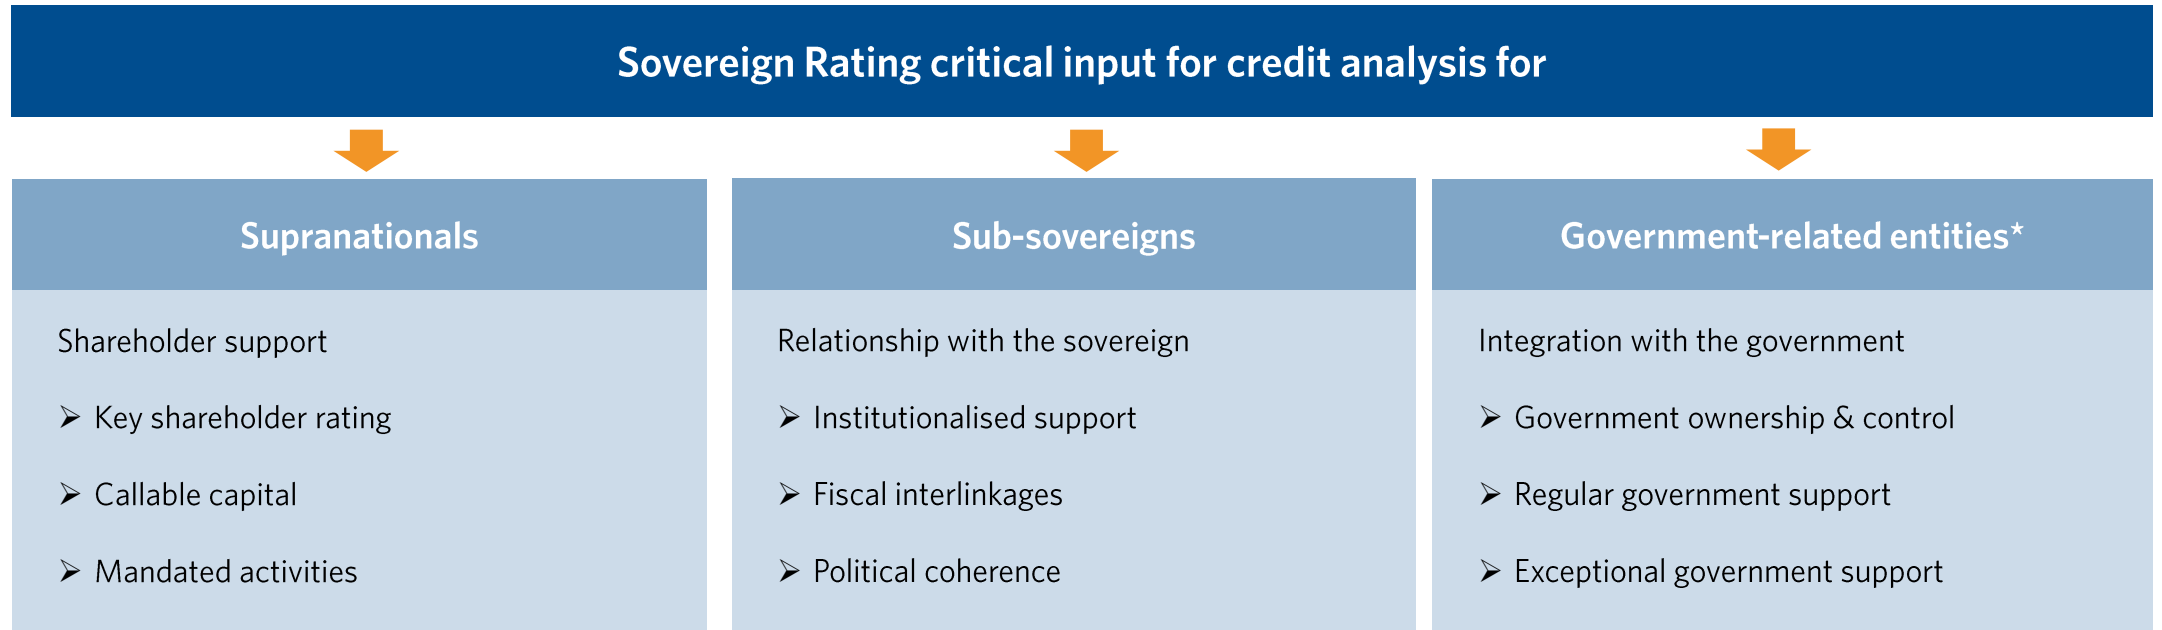 Sovereign Rating critical input for credit analysis for
Supranationals
Shareholder support
➢ Key shareholder rating
➢ Callable capital
➢ Mandated activities
Sub-sovereigns
Relationship with the sovereign
➢ Institutionalised support
➢ Fiscal interlinkages
➢ Political coherence
Government-related entities*
Integration with the government
➢ Government ownership & control
➢ Regular government support
➢ Exceptional government support